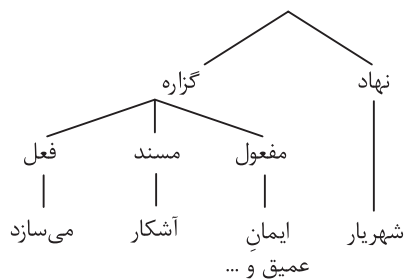 نهاد
گزاره
مفعول
مسند
فعل
شهریار
ایمانِ
عمیق و ...
آشکار
می‌سازد